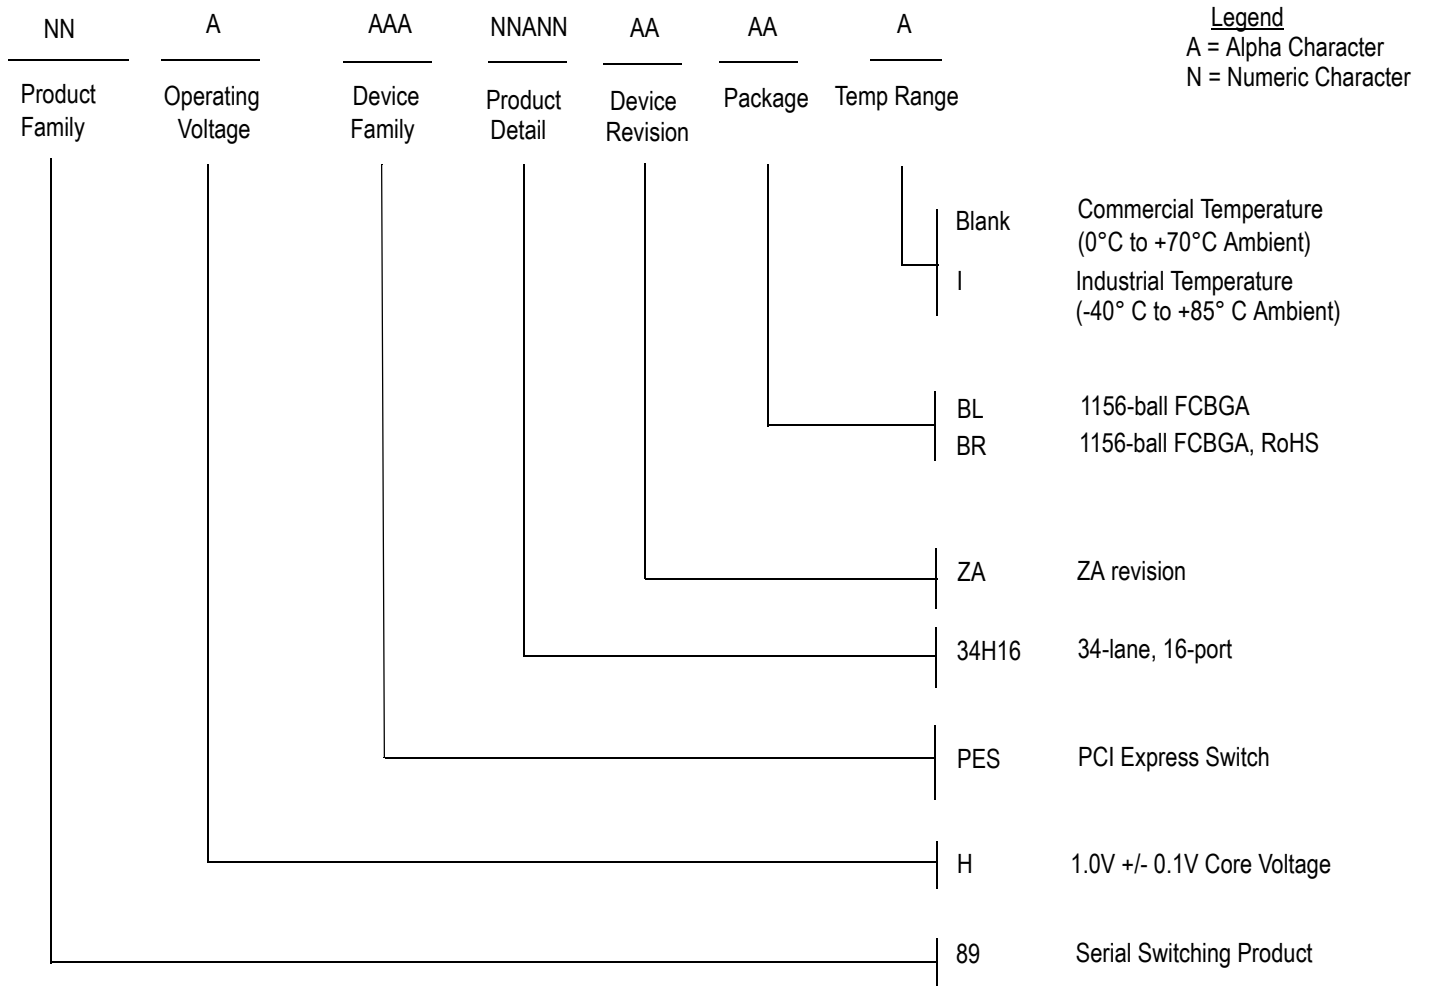 NN A AAA NNANN AA AA A
Legend
A = Alpha Character
N = Numeric Character
Product
Family
Operating
Voltage
Device
Family
Product
Detail
Device
Revision
Package
Temp Range
Blank Commercial Temperature
(0°C to +70°C Ambient)
I Industrial Temperature
(-40° C to +85° C Ambient)
BL 1156-ball FCBGA
BR 1156-ball FCBGA, RoHS
ZA ZA revision
34H16 34-lane, 16-port
PES PCI Express Switch
H 1.0V +/- 0.1V Core Voltage
89 Serial Switching Product